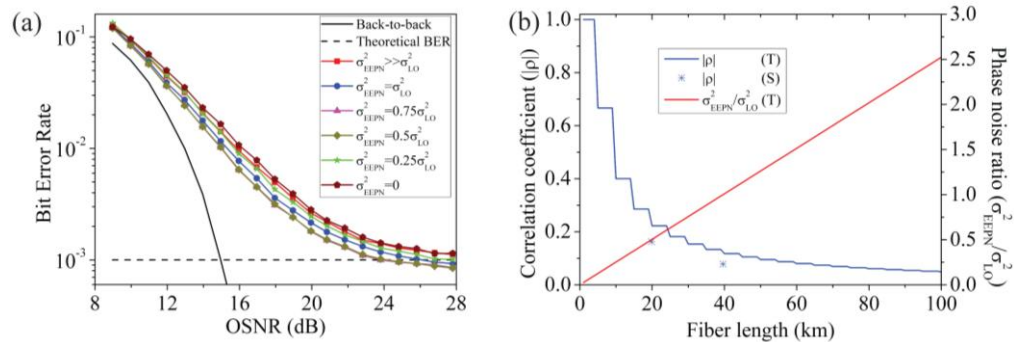 (a)
Bit Error Rate
10⁻¹
10⁻²
10⁻³
8 12 16 20 24 28
OSNR (dB)
Back-to-back
Theoretical BER
σ²EEPN>>σ²LO
σ²EEPN=σ²LO
σ²EEPN=0.75σ²LO
σ²EEPN=0.5σ²LO
σ²EEPN=0.25σ²LO
σ²EEPN=0
(b)
Correlation coefficient (|ρ|)
1.0
0.8
0.6
0.4
0.2
0.0
0 20 40 60 80 100
Fiber length (km)
|ρ| (T)
|ρ| (S)
σ²EEPN/σ²LO (T)
3.0
2.5
2.0
1.5
1.0
0.5
0.0
Phase noise ratio (σ²EEPN/σ²LO)